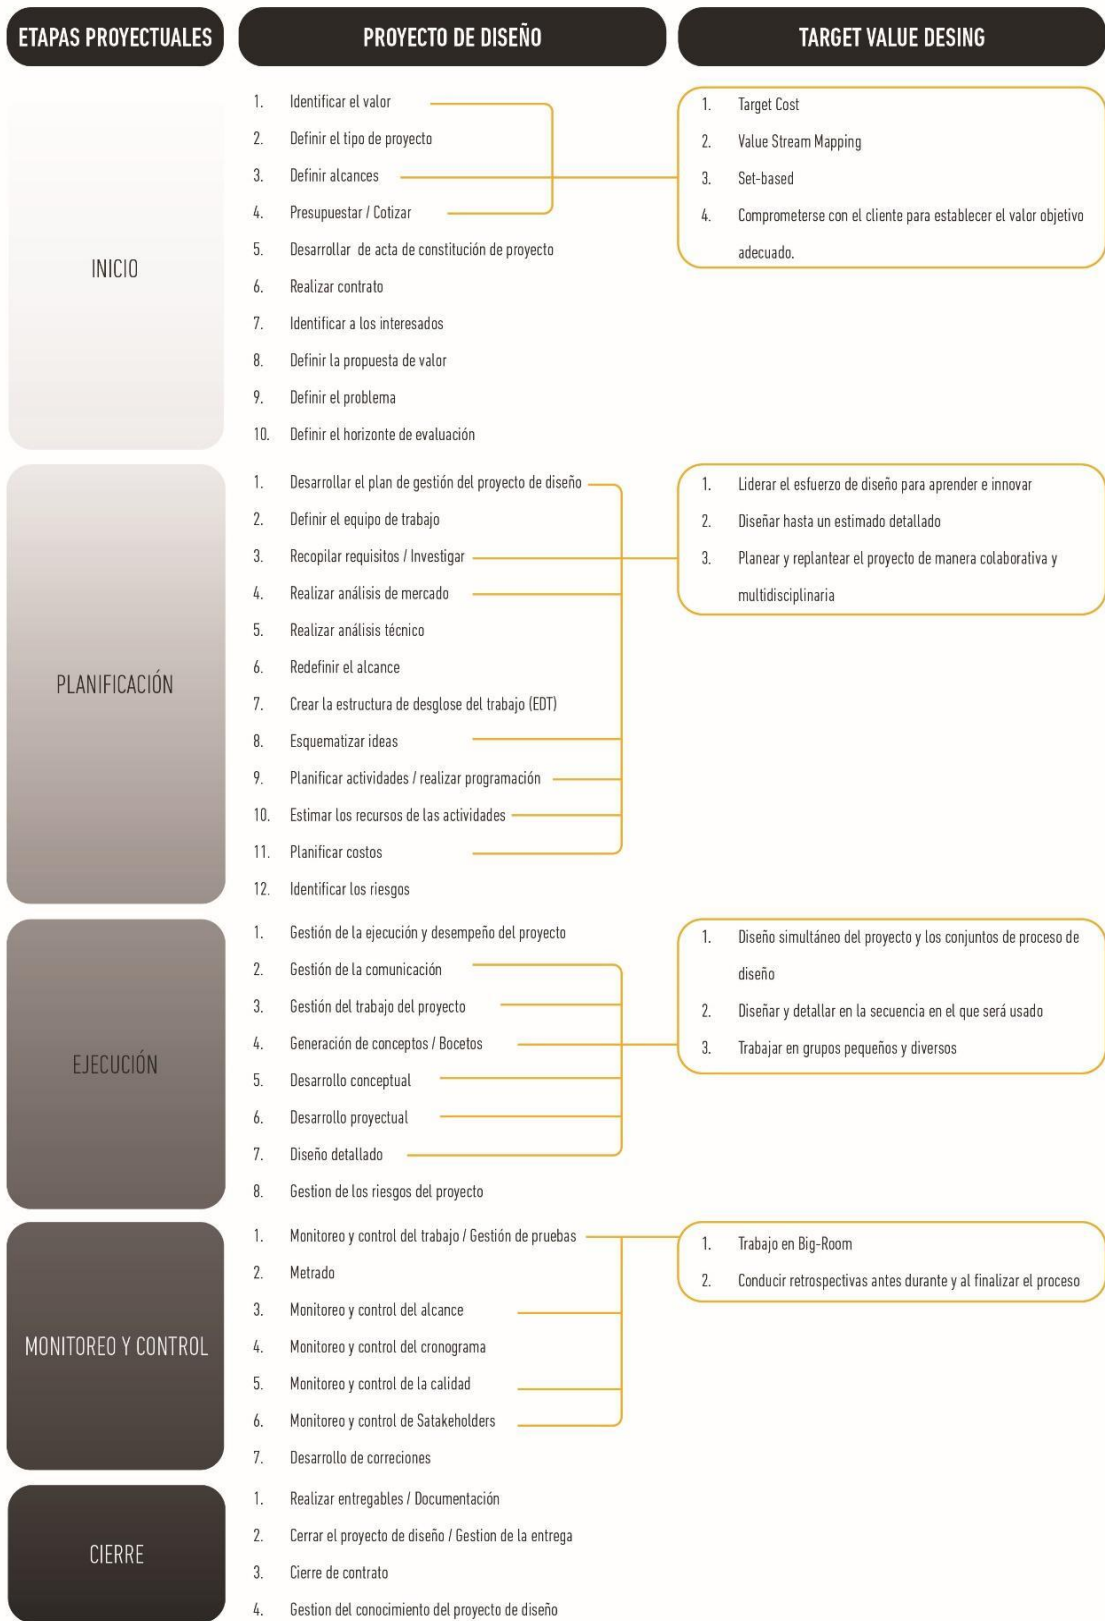 ETAPAS PROYECTUALES
PROYECTO DE DISEÑO
TARGET VALUE DESING
INICIO
1. Identificar el valor
2. Definir el tipo de proyecto
3. Definir alcances
4. Presupuestar / Cotizar
5. Desarrollar de acta de constitución de proyecto
6. Realizar contrato
7. Identificar a los interesados
8. Definir la propuesta de valor
9. Definir el problema
10. Definir el horizonte de evaluación
1. Target Cost
2. Value Stream Mapping
3. Set-based
4. Comprometerse con el cliente para establecer el valor objetivo
adecuado.
PLANIFICACIÓN
1. Desarrollar el plan de gestión del proyecto de diseño
2. Definir el equipo de trabajo
3. Recopilar requisitos / Investigar
4. Realizar análisis de mercado
5. Realizar análisis técnico
6. Redefinir el alcance
7. Crear la estructura de desglose del trabajo (EDT)
8. Esquematizar ideas
9. Planificar actividades / realizar programación
10. Estimar los recursos de las actividades
11. Planificar costos
12. Identificar los riesgos
1. Liderar el esfuerzo de diseño para aprender e innovar
2. Diseñar hasta un estimado detallado
3. Planear y replantear el proyecto de manera colaborativa y
multidisciplinaria
EJECUCIÓN
1. Gestión de la ejecución y desempeño del proyecto
2. Gestión de la comunicación
3. Gestión del trabajo del proyecto
4. Generación de conceptos / Bocetos
5. Desarrollo conceptual
6. Desarrollo proyectual
7. Diseño detallado
8. Gestion de los riesgos del proyecto
1. Diseño simultáneo del proyecto y los conjuntos de proceso de
diseño
2. Diseñar y detallar en la secuencia en el que será usado
3. Trabajar en grupos pequeños y diversos
MONITOREO Y CONTROL
1. Monitoreo y control del trabajo / Gestión de pruebas
2. Metrado
3. Monitoreo y control del alcance
4. Monitoreo y control del cronograma
5. Monitoreo y control de la calidad
6. Monitoreo y control de Satakeholders
7. Desarrollo de correciones
1. Trabajo en Big-Room
2. Conducir retrospectivas antes durante y al finalizar el proceso
CIERRE
1. Realizar entregables / Documentación
2. Cerrar el proyecto de diseño / Gestion de la entrega
3. Cierre de contrato
4. Gestion del conocimiento del proyecto de diseño